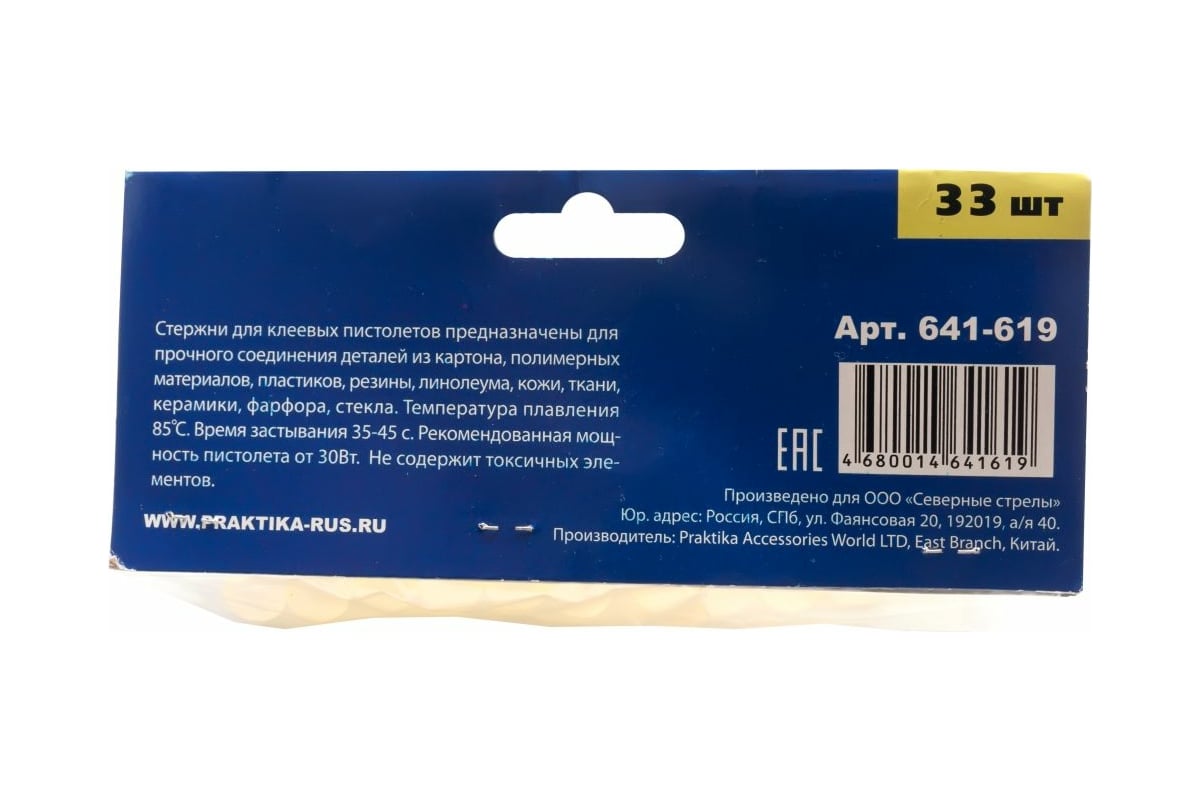 33 шт
Стержни для клеевых пистолетов предназначены для
прочного соединения деталей из картона, полимерных
материалов, пластиков, резины, линолеума, кожи, ткани,
керамики, фарфора, стекла. Температура плавления
85℃. Время застывания 35-45 с. Рекомендованная мощ-
ность пистолета от 30Вт. Не содержит токсичных эле-
ментов.
WWW.PRAKTIKA-RUS.RU
Арт. 641-619
EAC
4 680014 641619
Произведено для ООО «Северные стрелы»
Юр. адрес: Россия, СПб, ул. Фаянсовая 20, 192019, а/я 40.
Производитель: Praktika Accessories World LTD, East Branch, Китай.